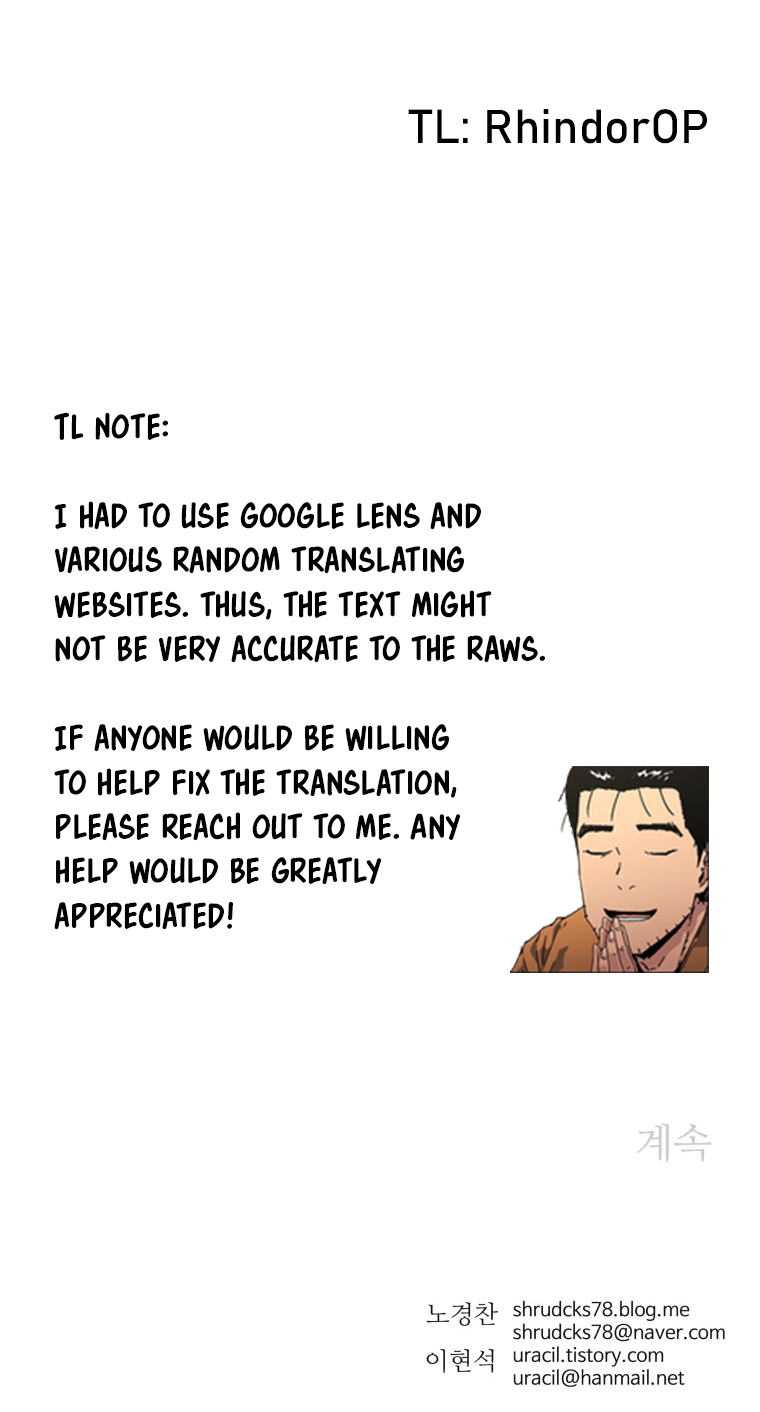 TL: RhindorOP
TL NOTE:
I HAD TO USE GOOGLE LENS AND
VARIOUS RANDOM TRANSLATING
WEBSITES. THUS, THE TEXT MIGHT
NOT BE VERY ACCURATE TO THE RAWS.
IF ANYONE WOULD BE WILLING
TO HELP FIX THE TRANSLATION,
PLEASE REACH OUT TO ME. ANY
HELP WOULD BE GREATLY
APPRECIATED!
계속
노경찬 shrudcks78.blog.me
shrudcks78@naver.com
이현석 uracil.tistory.com
uracil@hanmail.net